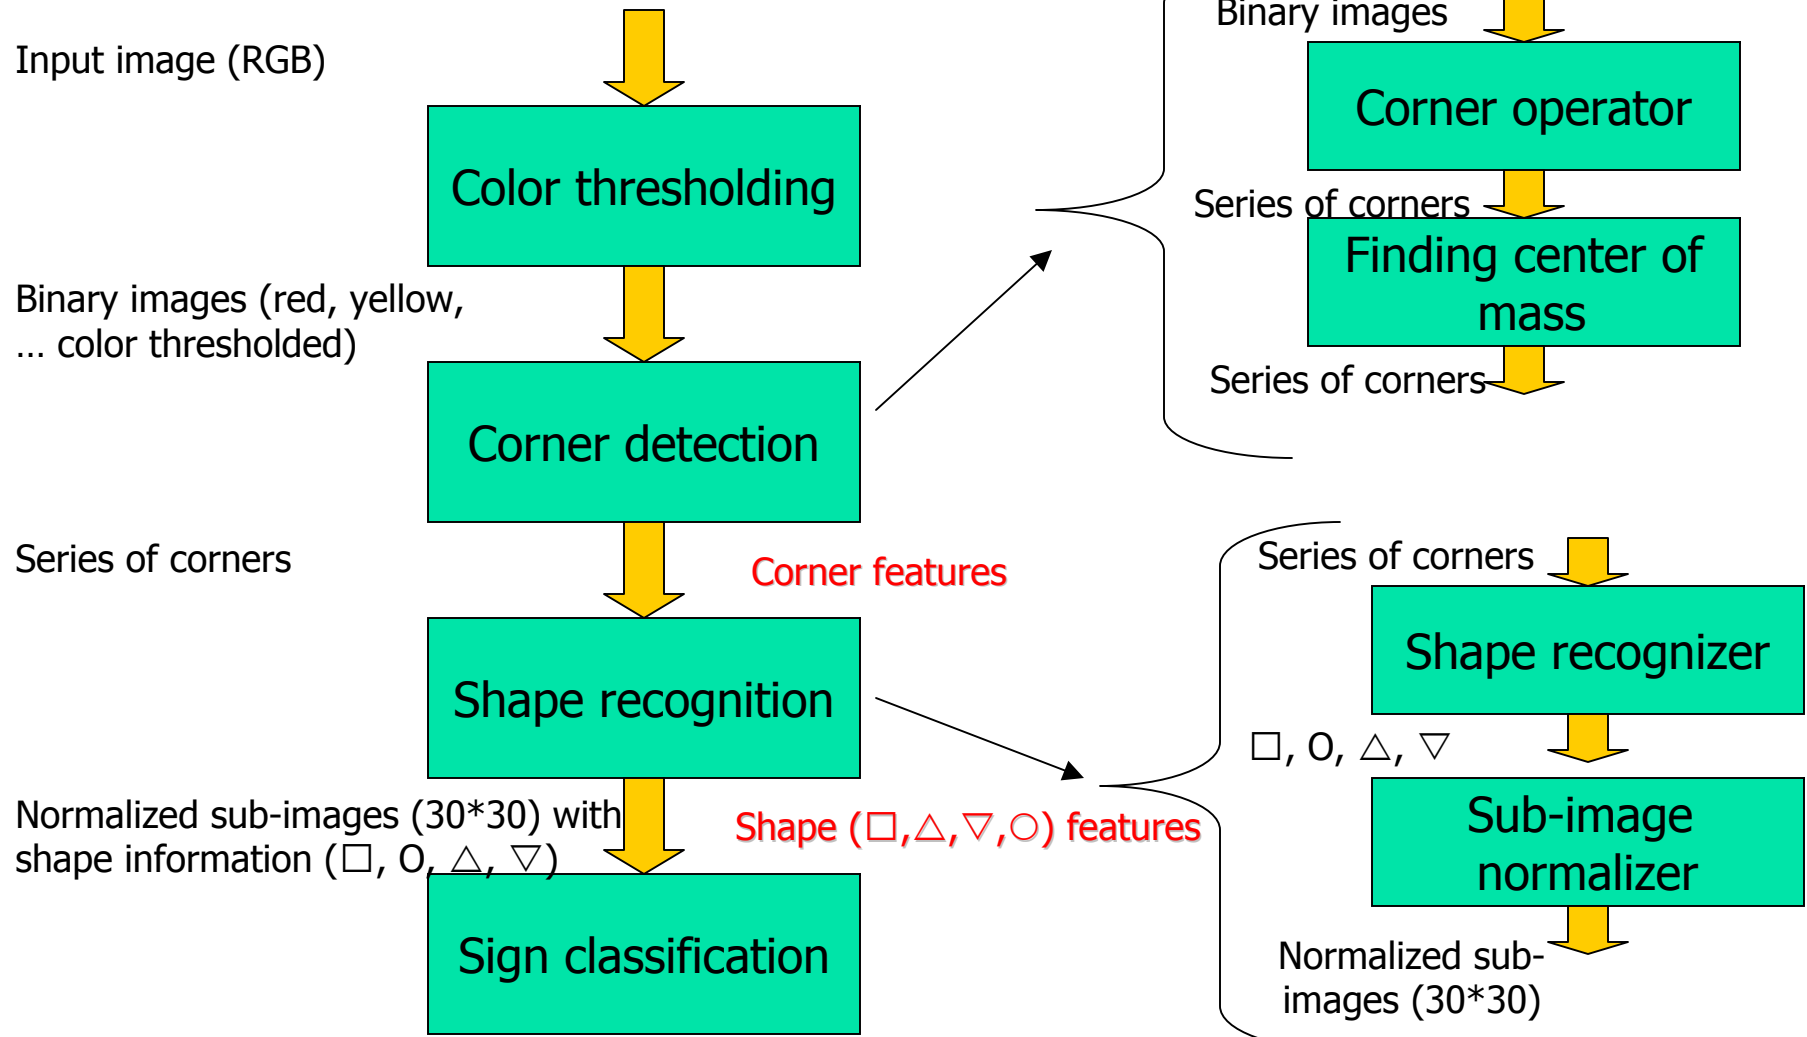 Input image (RGB)
Color thresholding
Binary images (red, yellow,
... color thresholded)
Corner detection
Series of corners
Corner features
Shape recognition
Normalized sub-images (30*30) with
shape information (□, O, △, ▽)
Shape (□,△,▽,○) features
Sign classification
Binary images
Corner operator
Series of corners
Finding center of
mass
Series of corners
Series of corners
Shape recognizer
□, O, △, ▽
Sub-image
normalizer
Normalized sub-
images (30*30)